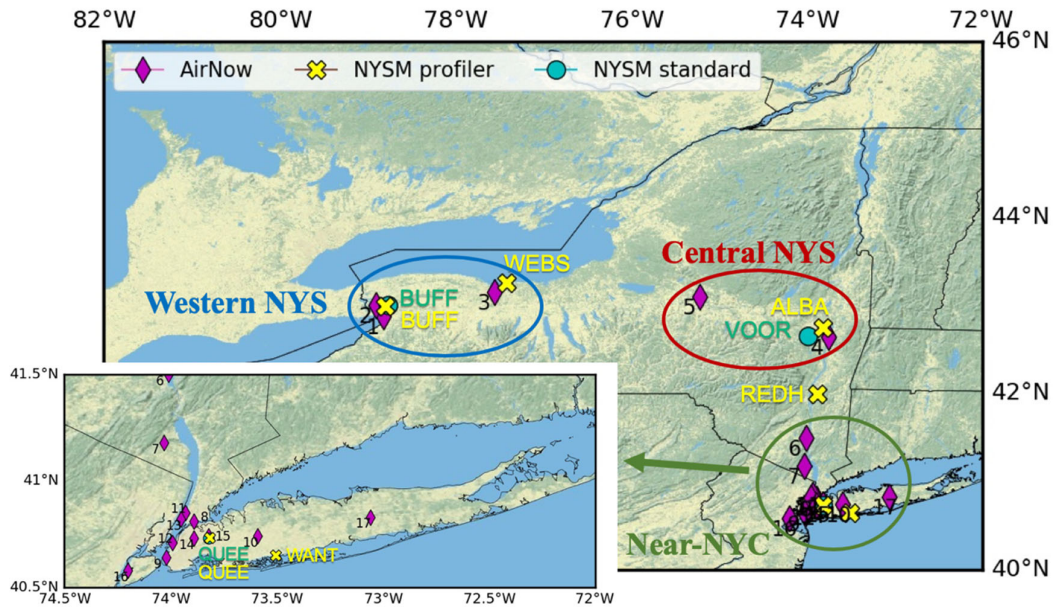 82°W 80°W 78°W 76°W 74°W 72°W
46°N
AirNow NYSM profiler NYSM standard
44°N
Central NYS
WEBS
Western NYS
BUFF
BUFF
3
2
1
5
ALBA
VOOR
4
42°N
REDH
6
7
Near-NYC
40°N
41.5°N
6
7
41.0°N
11
8
13
17
12
14
15
10
QUEE
QUEE
WANT
9
16
40.5°N
74.5°W 74°W 73.5°W 73°W 72.5°W 72°W